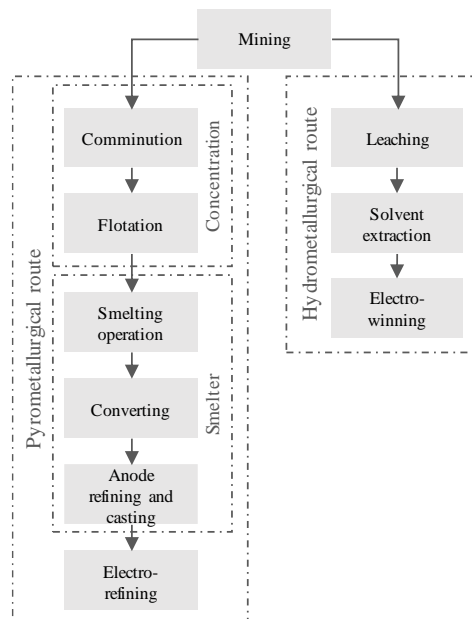 Mining
Pyrometallurgical route
Concentration
Comminution
Flotation
Smelter
Smelting
operation
Converting
Anode
refining and
casting
Electro-
refining
Hydrometallurgical route
Leaching
Solvent
extraction
Electro-
winning